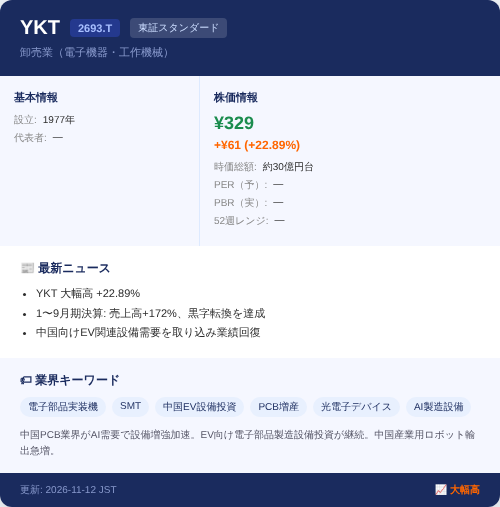 YKT 2693.T 東証スタンダード
卸売業（電子機器・工作機械）
基本情報
設立: 1977年
代表者: —
株価情報
¥329
+¥61 (+22.89%)
時価総額: 約30億円台
PER（予）: —
PBR（実）: —
52週レンジ: —
📰 最新ニュース
• YKT 大幅高 +22.89%
• 1〜9月期決算: 売上高+172%、黒字転換を達成
• 中国向けEV関連設備需要を取り込み業績回復
🏷 業界キーワード
電子部品実装機 SMT 中国EV設備投資 PCB増産 光電子デバイス AI製造設備
中国PCB業界がAI需要で設備増強加速。EV向け電子部品製造設備投資が継続。中国産業用ロボット輸
出急増。
更新: 2026-11-12 JST 📈 大幅高